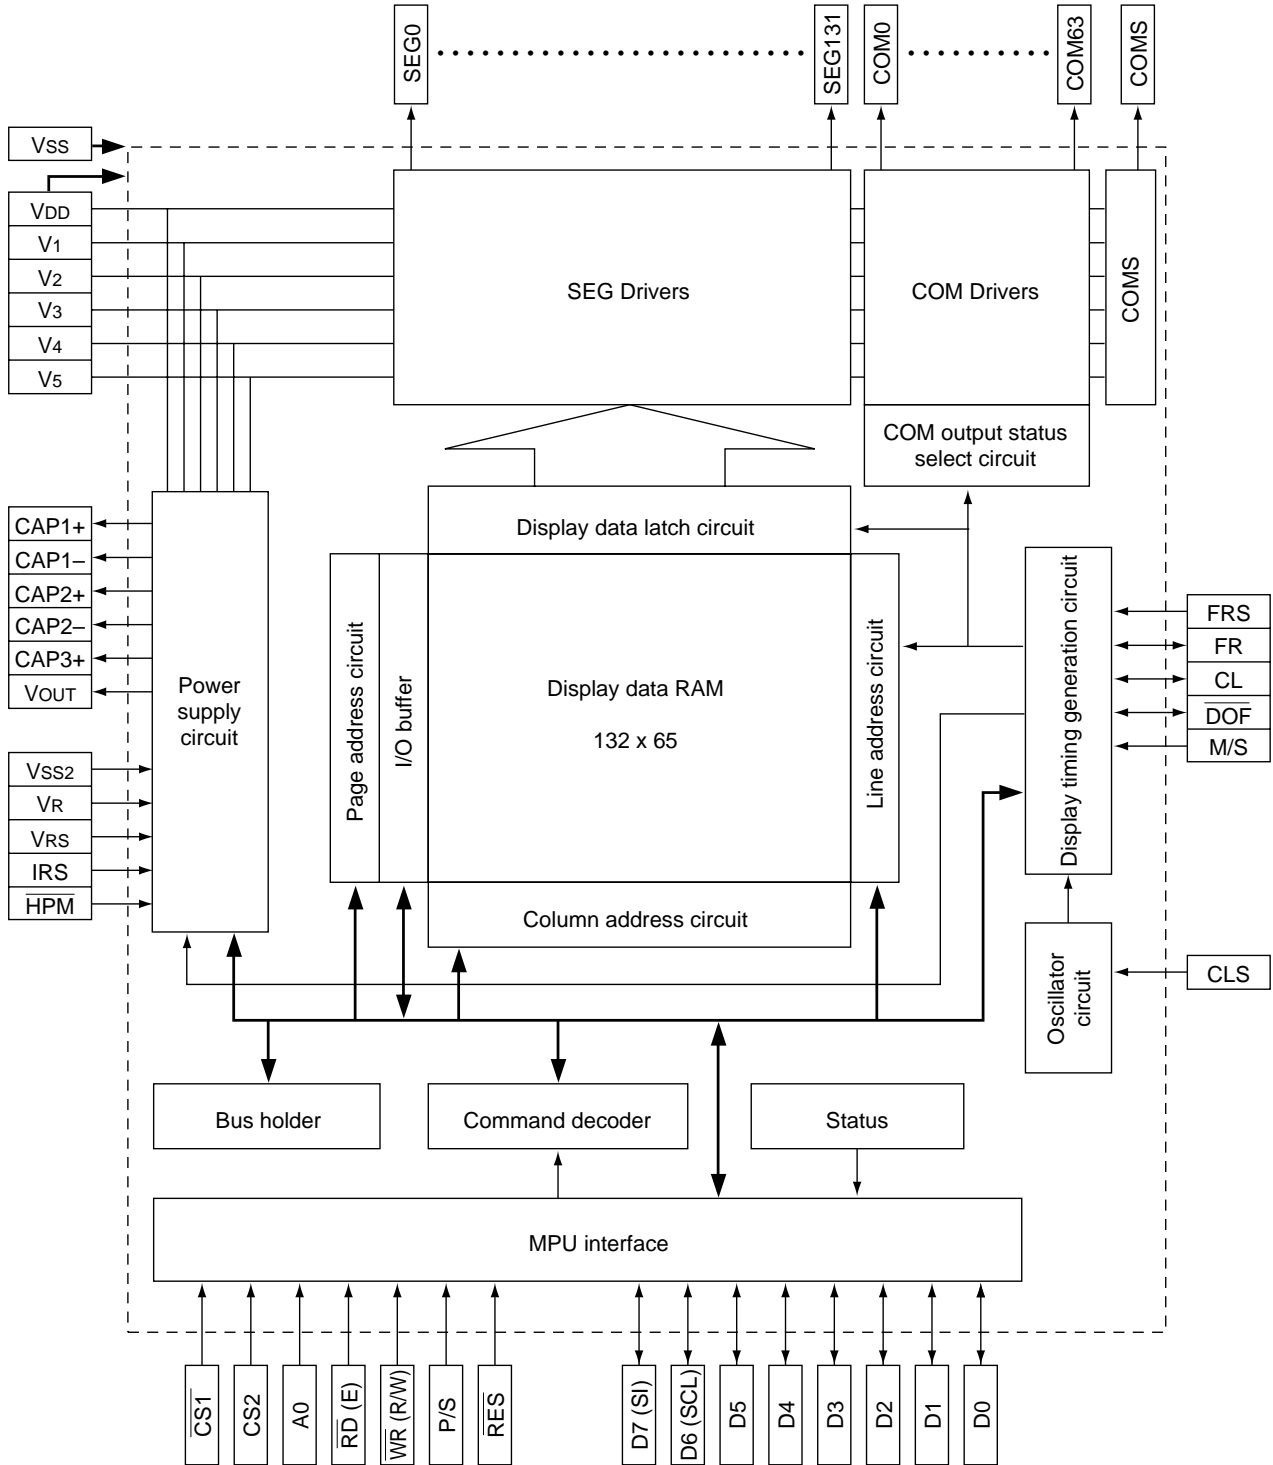 SEG0
SEG131
COM0
COM63
COMS
VSS
VDD
V1
V2
V3
V4
V5
SEG Drivers
COM Drivers
COMS
COM output status
select circuit
CAP1+
CAP1–
CAP2+
CAP2–
CAP3+
VOUT
VSS2
VR
VRS
IRS
HPM
Power
supply
circuit
Page address circuit
I/O buffer
Display data latch circuit
Display data RAM
132 x 65
Line address circuit
Column address circuit
Display timing generation circuit
FRS
FR
CL
DOF
M/S
Oscillator
circuit
CLS
Bus holder
Command decoder
Status
MPU interface
CS1
CS2
A0
RD (E)
WR (R/W)
P/S
RES
D7 (SI)
D6 (SCL)
D5
D4
D3
D2
D1
D0